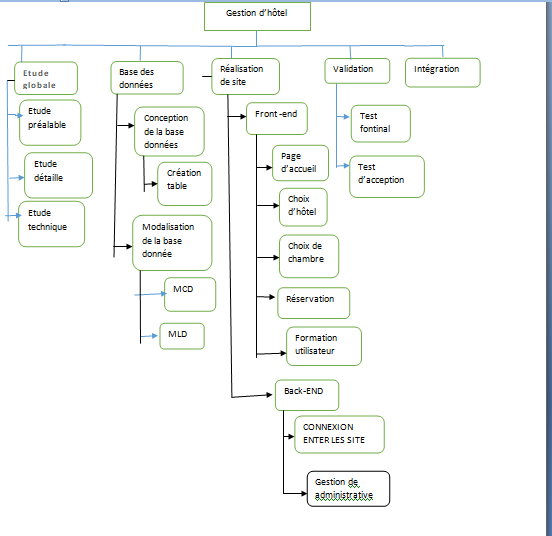 Gestion d'hôtel
Etude
globale
Etude
préalable
Etude
détaille
Etude
technique
Base des
données
Conception
de la base
données
Création
table
Modalisation
de la base
donnée
MCD
MLD
Réalisation
de site
Front-end
Page
d'accueil
Choix
d'hôtel
Choix de
chambre
Réservation
Formation
utilisateur
Back-END
CONNEXION
ENTER LES SITE
Gestion de
administrative
Validation
Test
fontinal
Test
d'acception
Intégration